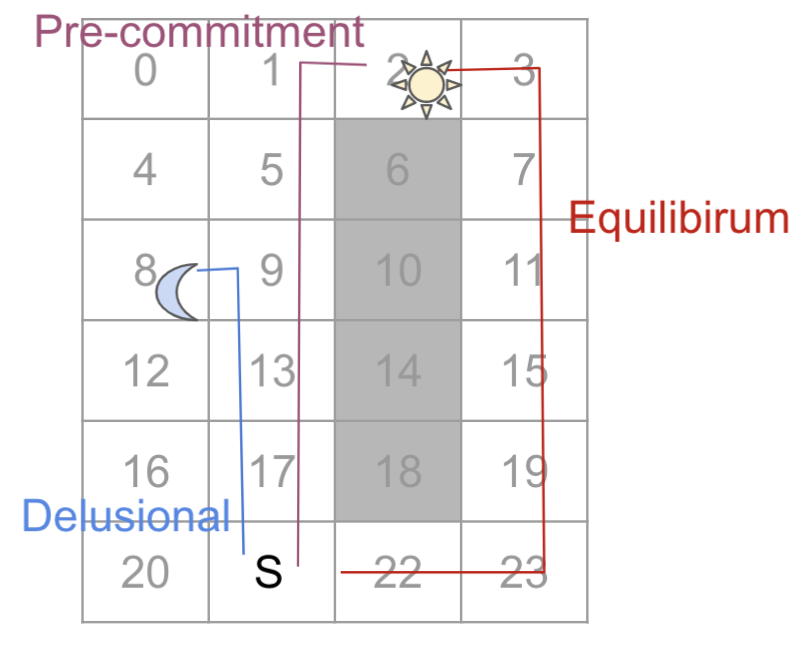 Pre-commitment
0 1 2 3
4 5 6 7
Equilibirum
8 9 10 11
12 13 14 15
16 17 18 19
Delusional
20 S 22 23